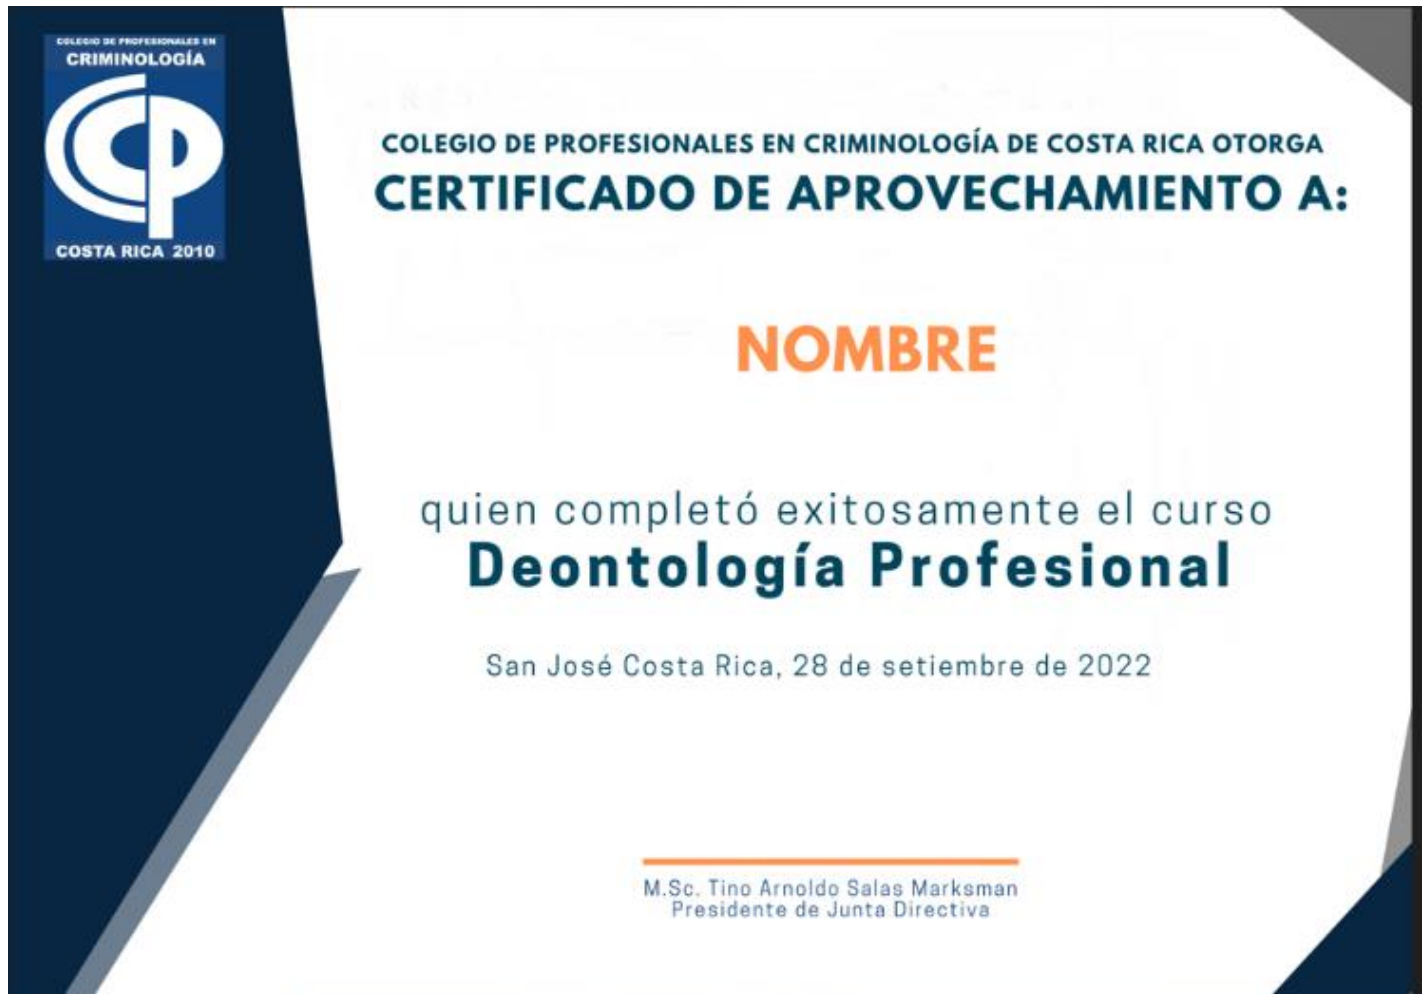 COLEGIO DE PROFESIONALES EN
CRIMINOLOGÍA
CCP
COSTA RICA 2010
COLEGIO DE PROFESIONALES EN CRIMINOLOGÍA DE COSTA RICA OTORGA
CERTIFICADO DE APROVECHAMIENTO A:
NOMBRE
quien completó exitosamente el curso
Deontología Profesional
San José Costa Rica, 28 de setiembre de 2022
M.Sc. Tino Arnoldo Salas Marksman
Presidente de Junta Directiva